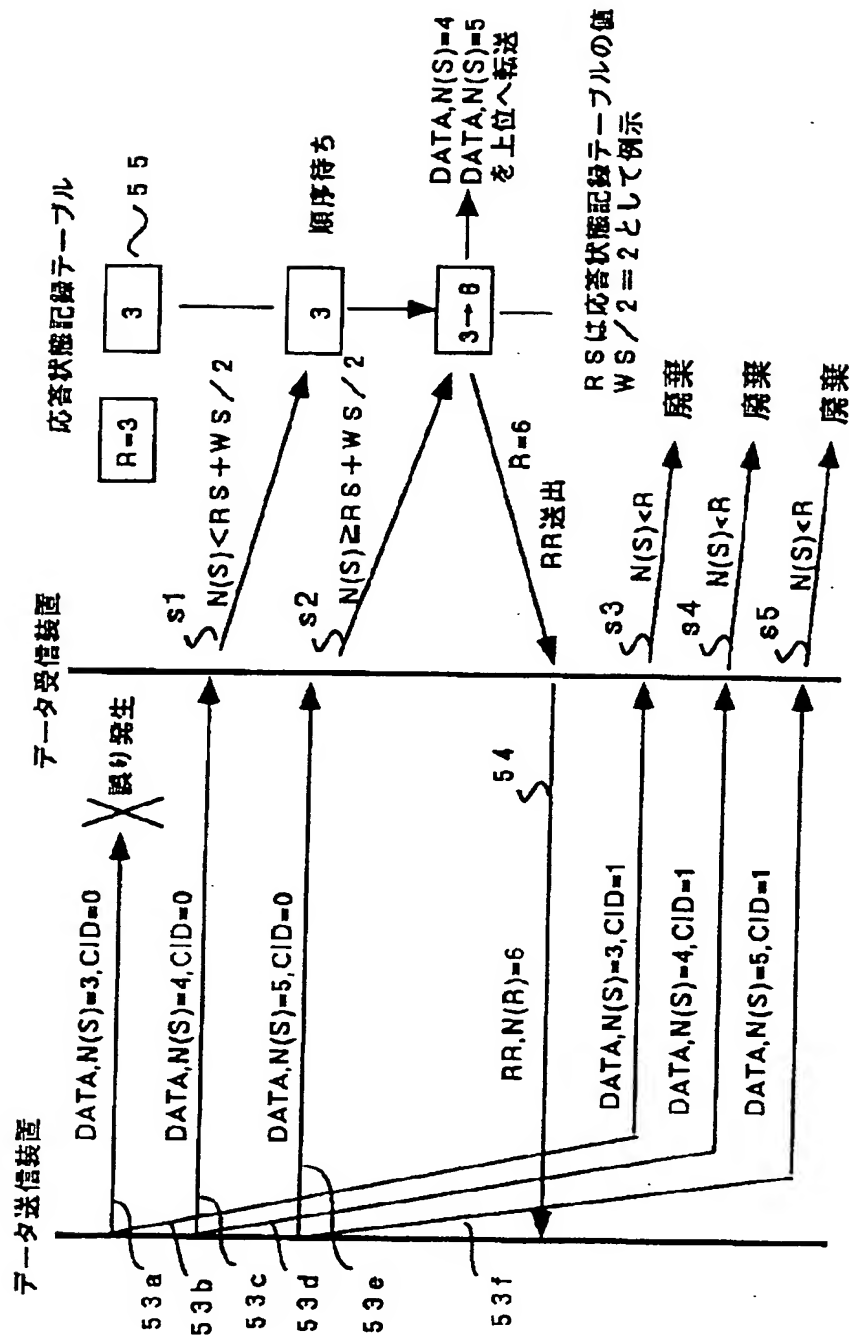 データ送信装置
データ受信装置
応答状態記録テーブル
R=3
3
55
DATA,N(S)=3,CID=0
誤り発生
53a
53b
53c
53d
53e
53f
DATA,N(S)=4,CID=0
s1
N(S)<RS+WS/2
3
順序待ち
DATA,N(S)=5,CID=0
s2
N(S)≧RS+WS/2
3→6
DATA,N(S)=4
DATA,N(S)=5
を上位へ転送
R=6
RR送出
54
RR,N(R)=6
RSは応答状態記録テーブルの値
WS/2=2として例示
DATA,N(S)=3,CID=1
s3
N(S)<R
廃棄
DATA,N(S)=4,CID=1
s4
N(S)<R
廃棄
DATA,N(S)=5,CID=1
s5
N(S)<R
廃棄